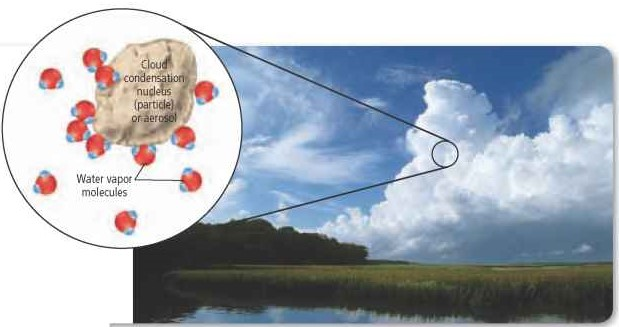 Cloud
condensation
nucleus
(particle)
or aerosol
Water vapor
molecules